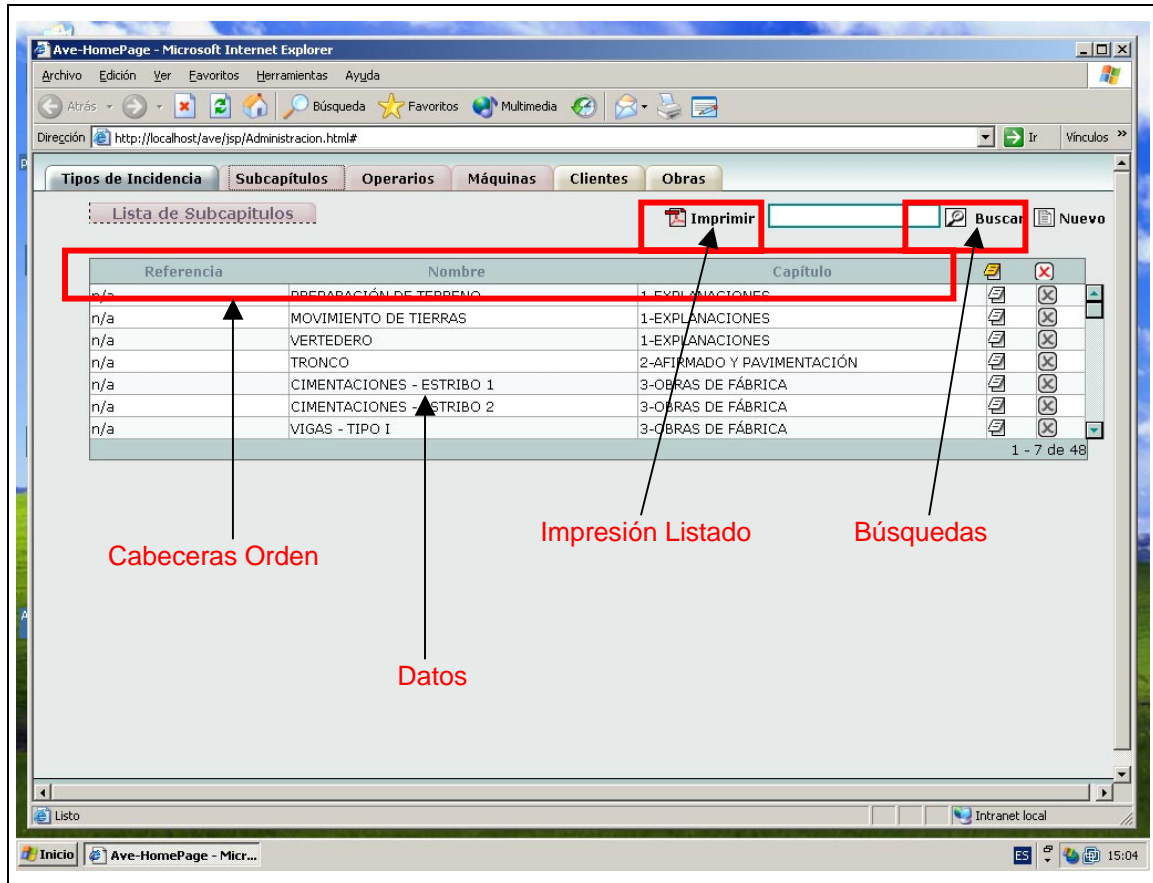 Ave-HomePage - Microsoft Internet Explorer
Archivo Edición Ver Favoritos Herramientas Ayuda
Atrás Búsqueda Favoritos Multimedia
Dirección http://localhost/ave/jsp/Administracion.html# Ir Vínculos »
Tipos de Incidencia Subcapítulos Operarios Máquinas Clientes Obras
Lista de Subcapitulos Imprimir Buscar Nuevo
Referencia Nombre Capítulo
n/a PREPARACIÓN DE TERRENO 1-EXPLANACIONES
n/a MOVIMIENTO DE TIERRAS 1-EXPLANACIONES
n/a VERTEDERO 1-EXPLANACIONES
n/a TRONCO 2-AFIRMADO Y PAVIMENTACIÓN
n/a CIMENTACIONES - ESTRIBO 1 3-OBRAS DE FÁBRICA
n/a CIMENTACIONES - ESTRIBO 2 3-OBRAS DE FÁBRICA
n/a VIGAS - TIPO I 3-OBRAS DE FÁBRICA
1 - 7 de 48
Impresión Listado Búsquedas
Cabeceras Orden
Datos
Listo Intranet local
Inicio Ave-HomePage - Micr... ES 15:04